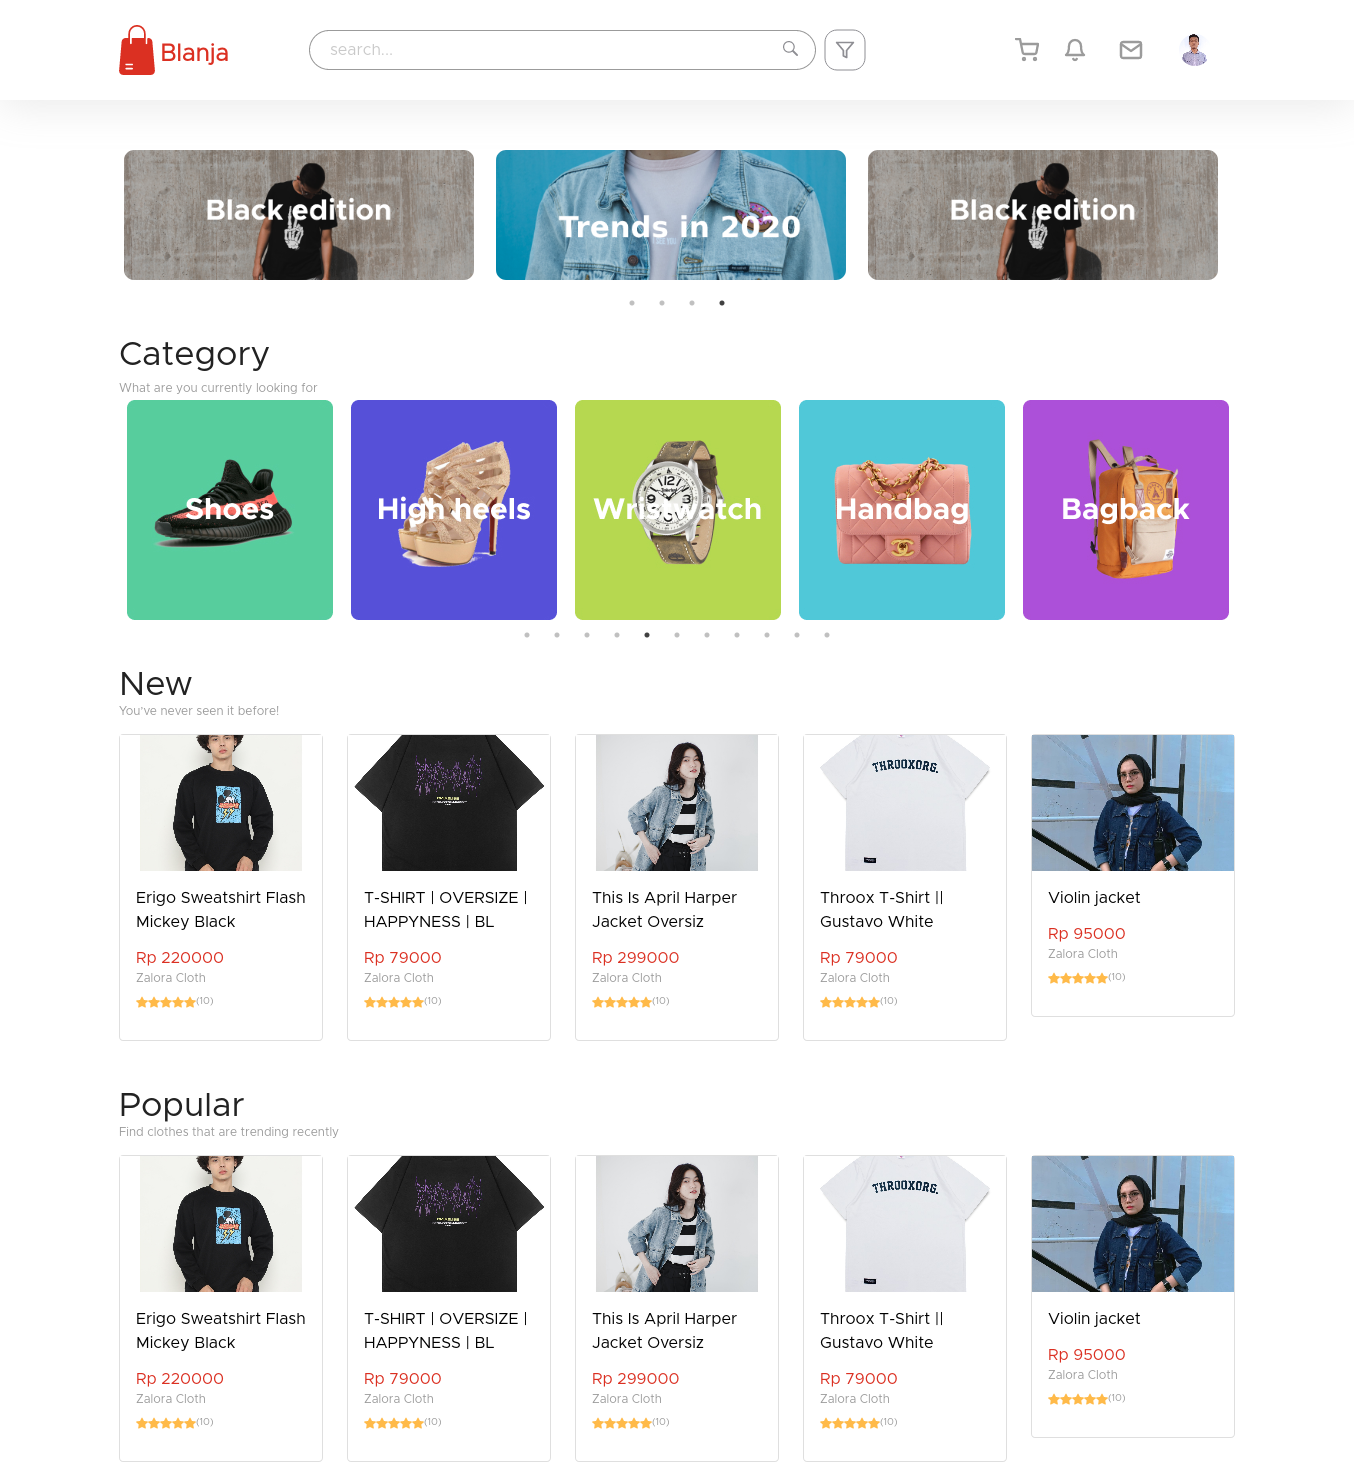 Blanja
search...
Black edition
Trends in 2020
Black edition
Category
What are you currently looking for
Shoes
High heels
Wristwatch
Handbag
Bagback
New
You've never seen it before!
THROOXORG.
Erigo Sweatshirt Flash
Mickey Black
Rp 220000
Zalora Cloth
(10)
T-SHIRT | OVERSIZE |
HAPPYNESS | BL
Rp 79000
Zalora Cloth
(10)
This Is April Harper
Jacket Oversiz
Rp 299000
Zalora Cloth
(10)
Throox T-Shirt ||
Gustavo White
Rp 79000
Zalora Cloth
(10)
Violin jacket
Rp 95000
Zalora Cloth
(10)
Popular
Find clothes that are trending recently
THROOXORG.
Erigo Sweatshirt Flash
Mickey Black
Rp 220000
Zalora Cloth
(10)
T-SHIRT | OVERSIZE |
HAPPYNESS | BL
Rp 79000
Zalora Cloth
(10)
This Is April Harper
Jacket Oversiz
Rp 299000
Zalora Cloth
(10)
Throox T-Shirt ||
Gustavo White
Rp 79000
Zalora Cloth
(10)
Violin jacket
Rp 95000
Zalora Cloth
(10)